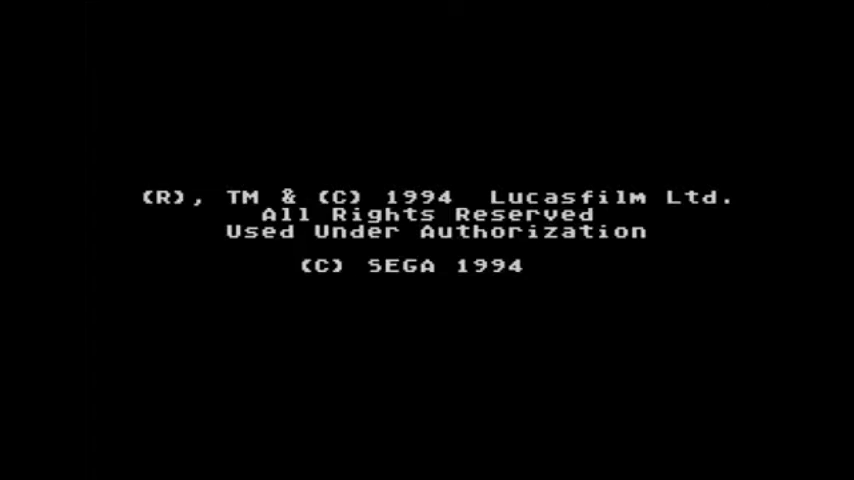 (R), TM & (C) 1994 Lucasfilm Ltd.
All Rights Reserved
Used Under Authorization
(C) SEGA 1994